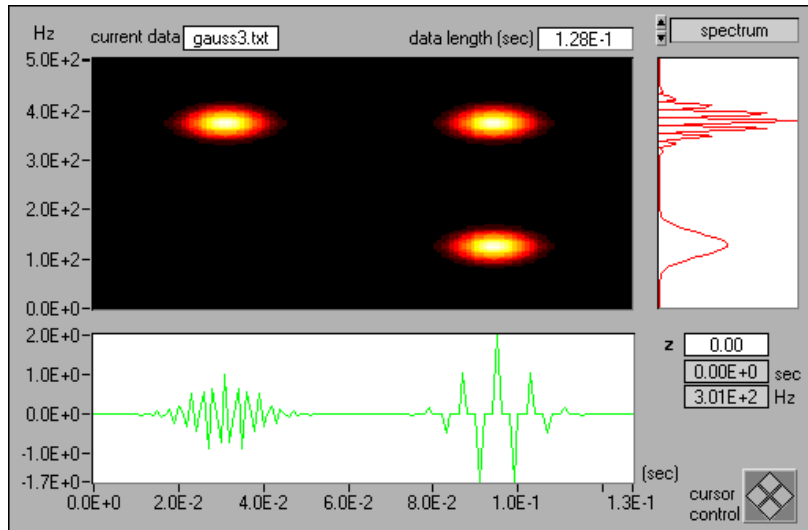 Hz current data gauss3.txt data length (sec) 1.28E-1 spectrum
5.0E+2
4.0E+2
3.0E+2
2.0E+2
1.0E+2
0.0E+0
2.0E+0
1.0E+0
0.0E+0
-1.0E+0
-1.7E+0
0.0E+0 2.0E-2 4.0E-2 6.0E-2 8.0E-2 1.0E-1 1.3E-1
(sec)
z 0.00
0.00E+0 sec
3.01E+2 Hz
cursor
control